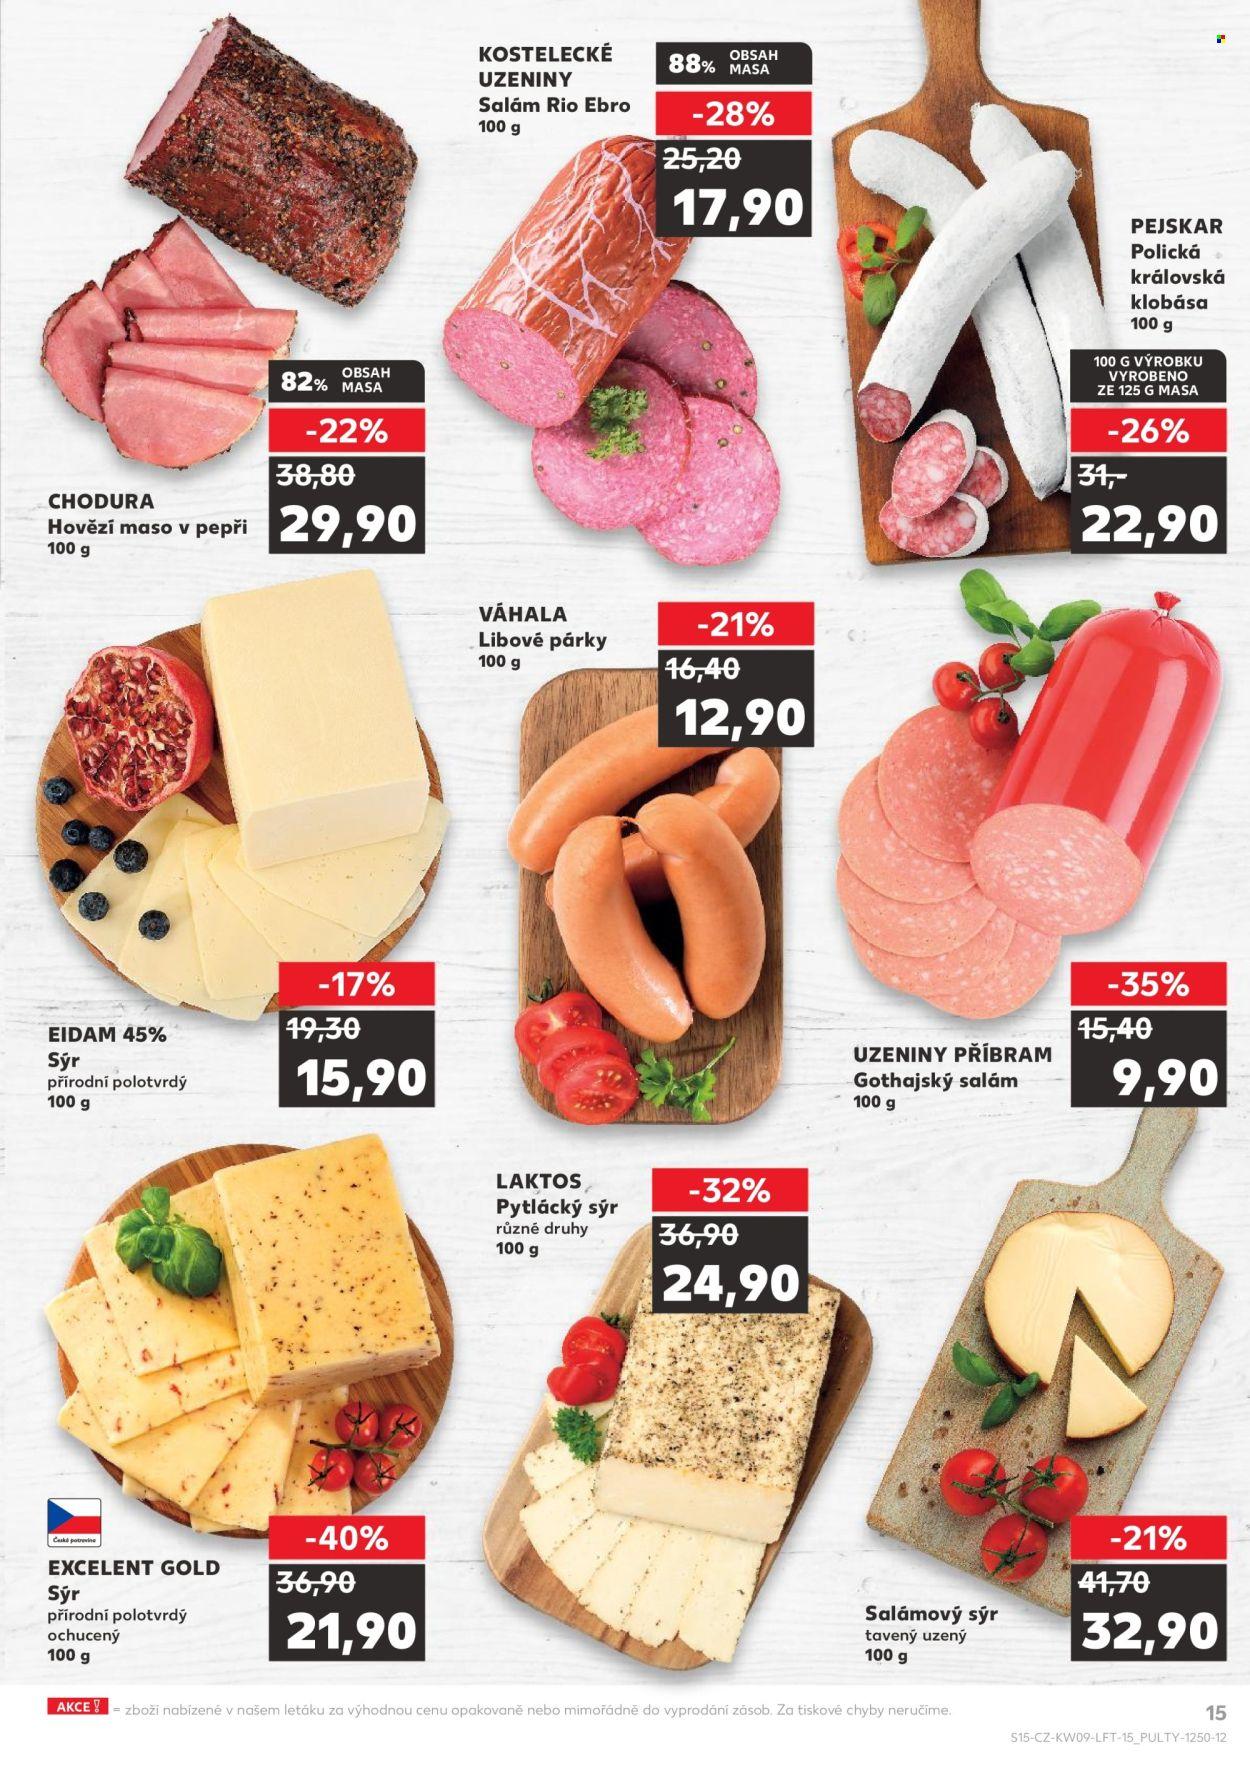 KOSTELECKÉ
UZENINY
Salám Rio Ebro
100 g
88% OBSAH
MASA
-28%
25,20
17,90
PEJSKAR
Polická
královská
klobása
100 g
100 G VÝROBKU
VYROBENO
ZE 125 G MASA
-26%
31,-
22,90
82% OBSAH
MASA
-22%
38,80
29,90
CHODURA
Hovězí maso v pepři
100 g
VÁHALA
Libové párky
100 g
-21%
16,40
12,90
-17%
19,30
15,90
EIDAM 45%
Sýr
přírodní polotvrdý
100 g
-35%
15,40
9,90
UZENINY PŘÍBRAM
Gothajský salám
100 g
LAKTOS
Pytlácký sýr
různé druhy
100 g
-32%
36,90
24,90
Česká potravina
EXCELENT GOLD
Sýr
přírodní polotvrdý
ochucený
100 g
-40%
36,90
21,90
Salámový sýr
tavený uzený
100 g
-21%
41,70
32,90
AKCE! = zboží nabízené v našem letáku za výhodnou cenu opakovaně nebo mimořádně do vyprodání zásob. Za tiskové chyby neručíme.
15
S15-CZ-KW09-LFT-15_PULTY-1250-12